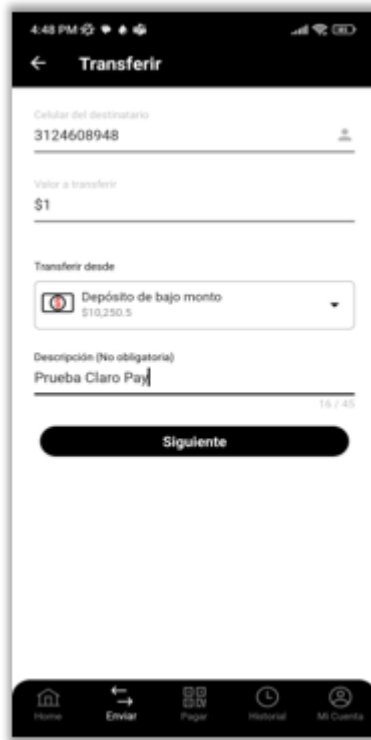 4:48 PM
Transferir
Celular del destinatario
3124608948
Valor a transferir
$1
Transferir desde
Depósito de bajo monto
$10,250.5
Descripción (No obligatoria)
Prueba Claro Pay
16 / 45
Siguiente
Home Enviar Pagar Historial Mi Cuenta